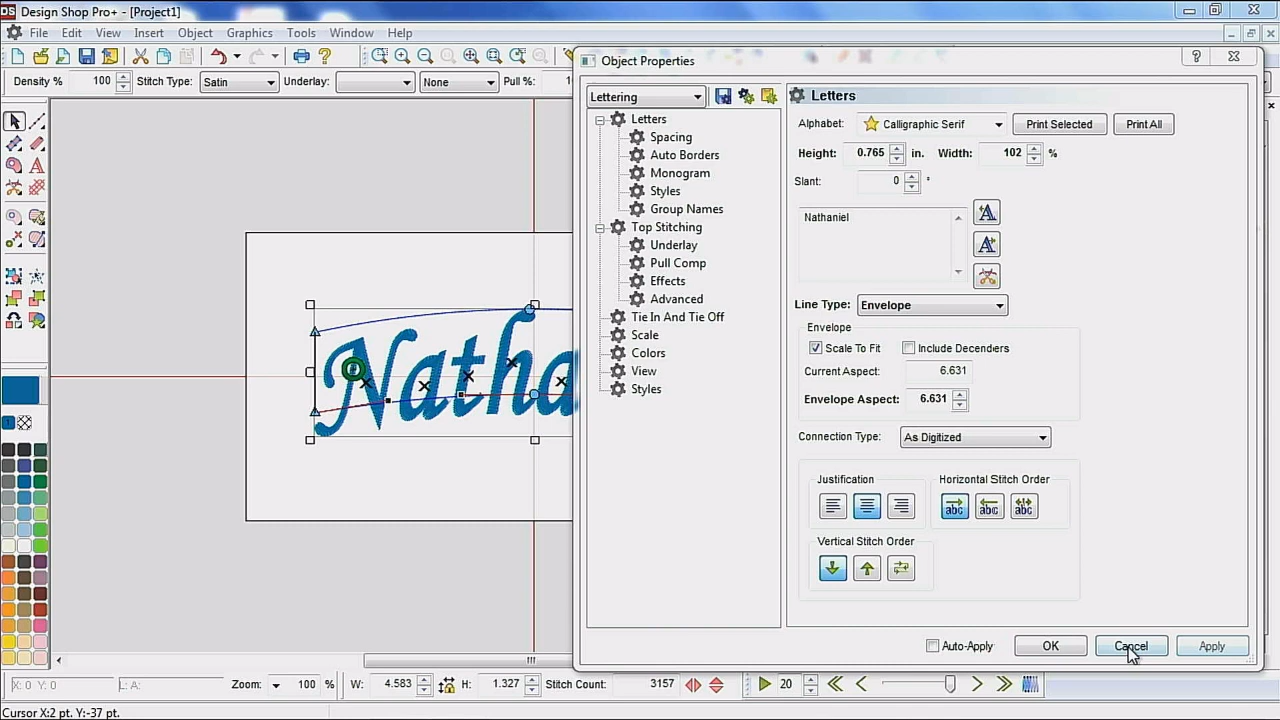 DS Design Shop Pro+ - [Project1]
File Edit View Insert Object Graphics Tools Window Help
Density % 100 Stitch Type: Satin Underlay: None Pull %:
Natha
Object Properties
Lettering
Letters
Spacing
Auto Borders
Monogram
Styles
Group Names
Top Stitching
Underlay
Pull Comp
Effects
Advanced
Tie In And Tie Off
Scale
Colors
View
Styles
Letters
Alphabet: Calligraphic Serif Print Selected Print All
Height: 0.765 in. Width: 102 %
Slant: 0 °
Nathaniel
Line Type: Envelope
Envelope
Scale To Fit Include Decenders
Current Aspect: 6.631
Envelope Aspect: 6.631
Connection Type: As Digitized
Justification Horizontal Stitch Order
abc abc abc
Vertical Stitch Order
Auto-Apply OK Cancel Apply
X: 0 Y: 0 L: A: Zoom: 100 % W: 4.583 H: 1.327 Stitch Count: 3157 20
Cursor X:2 pt. Y:-37 pt.